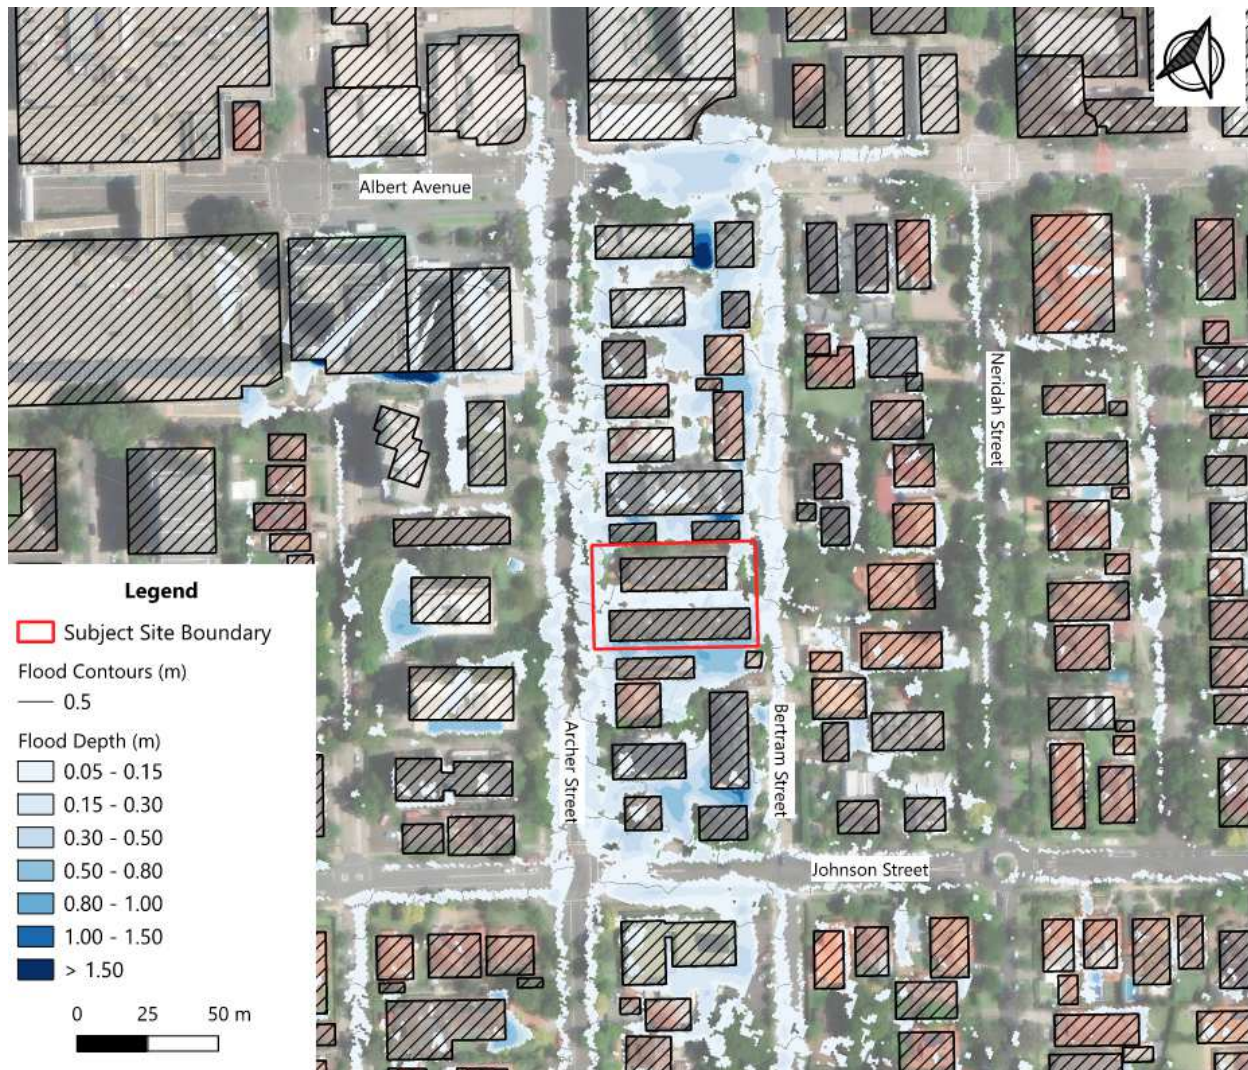 Albert Avenue
Neridah Street
Archer Street
Bertram Street
Johnson Street
Legend
Subject Site Boundary
Flood Contours (m)
0.5
Flood Depth (m)
0.05 - 0.15
0.15 - 0.30
0.30 - 0.50
0.50 - 0.80
0.80 - 1.00
1.00 - 1.50
> 1.50
0 25 50 m